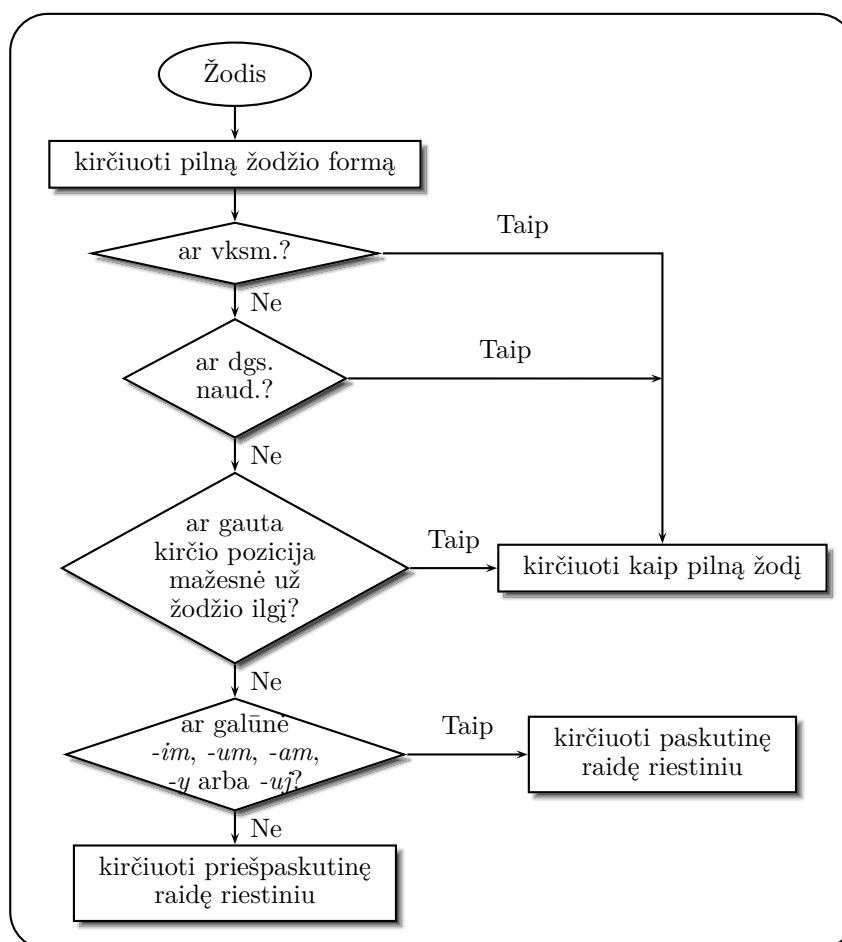 Žodis
kirčiuoti pilną žodžio formą
ar vksm.?
Taip
Ne
ar dgs.
naud.?
Taip
Ne
ar gauta
kirčio pozicija
mažesnė už
žodžio ilgį?
Taip
kirčiuoti kaip pilną žodį
Ne
ar galūnė
-im, -um, -am,
-y arba -uj?
Taip
kirčiuoti paskutinę
raidę riestiniu
Ne
kirčiuoti priešpaskutinę
raidę riestiniu